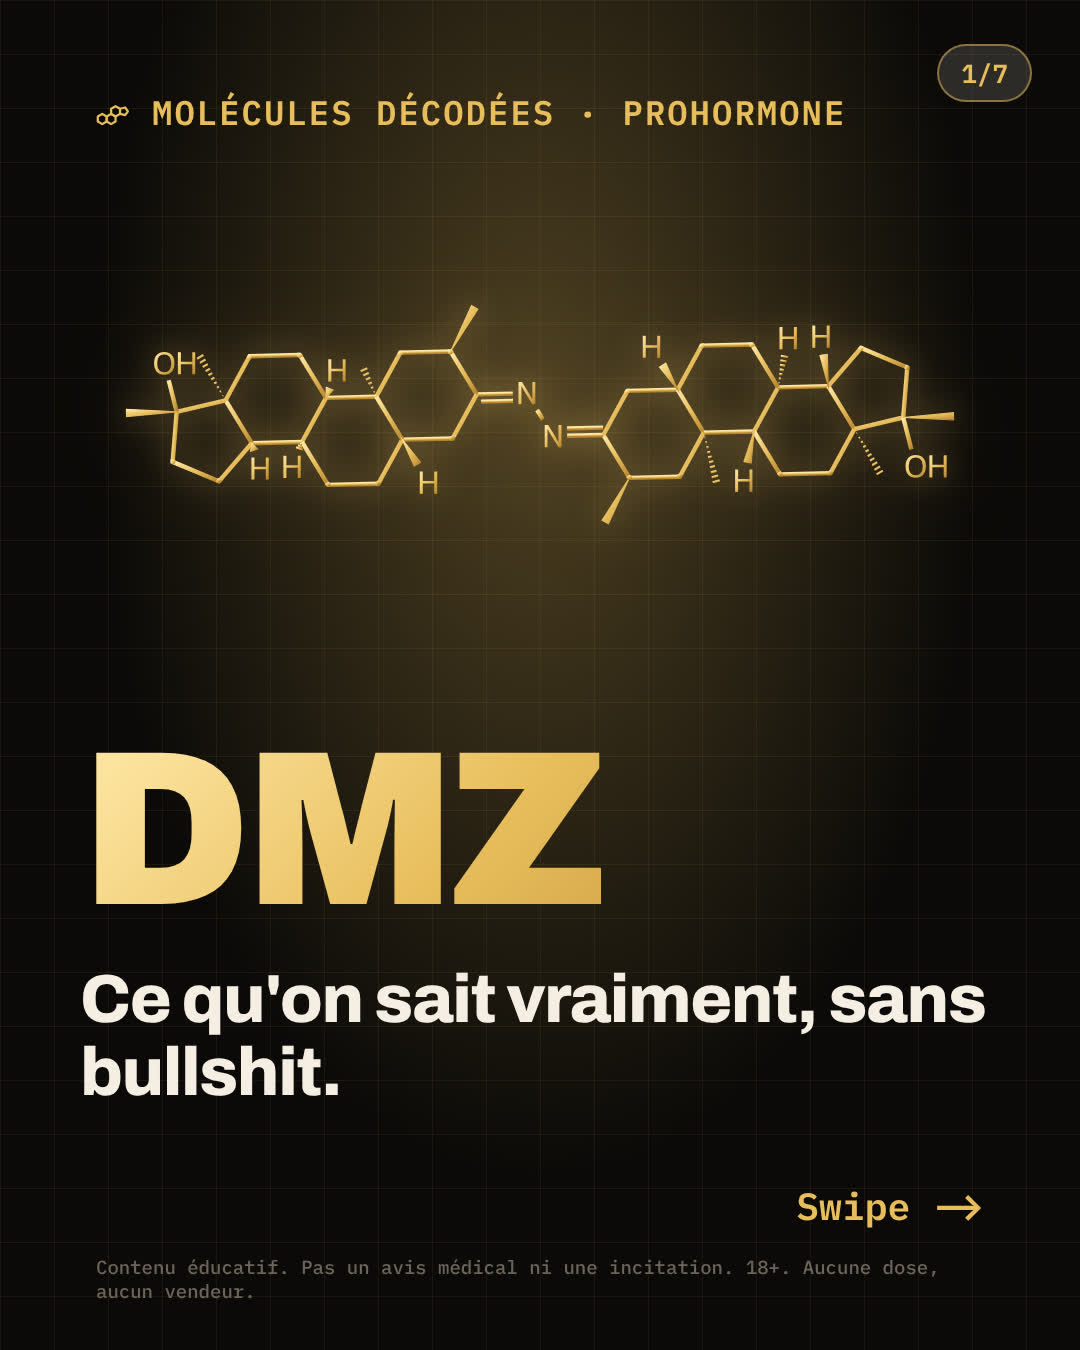 1/7
MOLÉCULES DÉCODÉES · PROHORMONE
OH
H
H H
H
N
N
H
H H
H
OH
DMZ
Ce qu'on sait vraiment, sans
bullshit.
Swipe →
Contenu éducatif. Pas un avis médical ni une incitation. 18+. Aucune dose,
aucun vendeur.